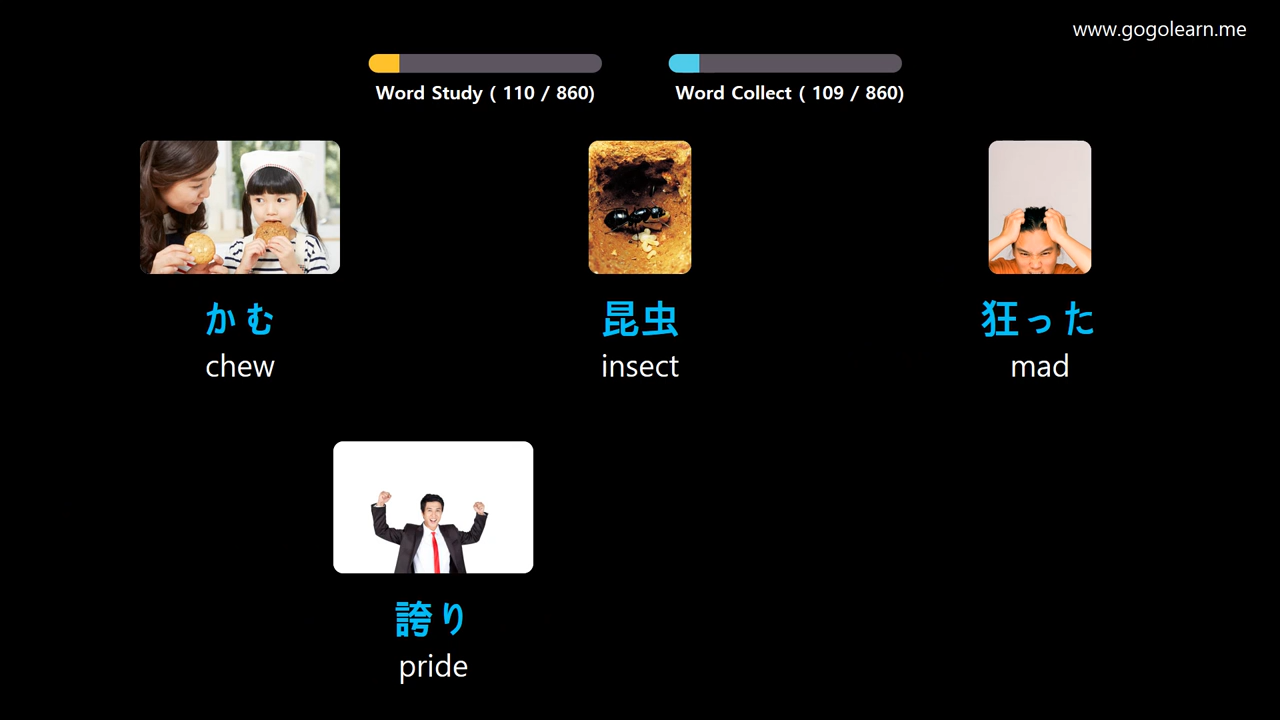 www.gogolearn.me
Word Study ( 110 / 860)
Word Collect ( 109 / 860)
かむ
chew
昆虫
insect
狂った
mad
誇り
pride